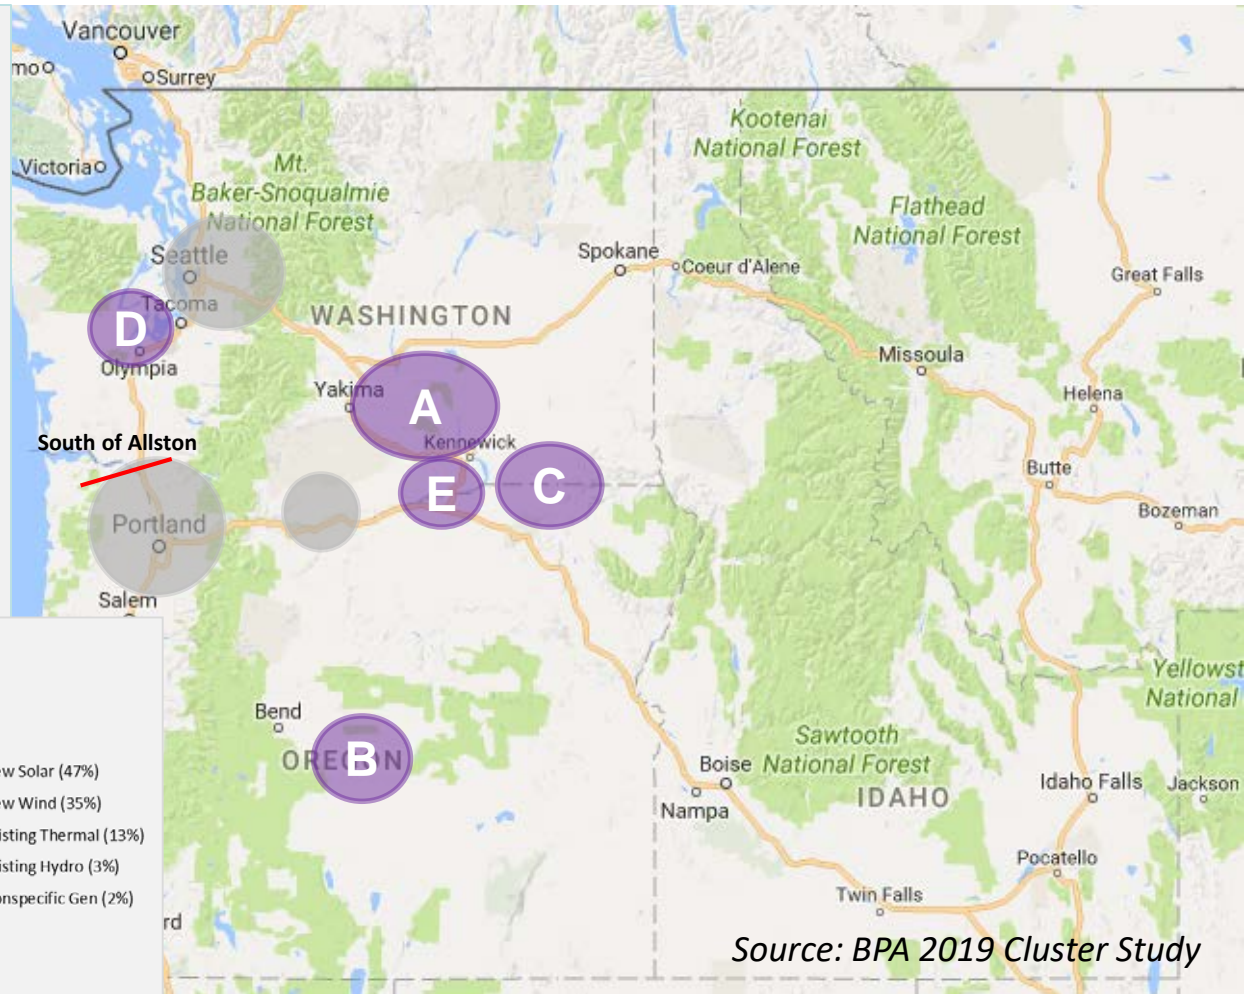 Vancouver
Surrey
mo
Victoria
Mt.
Baker-Snoqualmie
National Forest
Kootenai
National Forest
Flathead
National Forest
Seattle
Spokane
Coeur d'Alene
Great Falls
Tacoma
WASHINGTON
D
Olympia
Missoula
Yakima
A
Helena
South of Allston
Kennewick
Butte
E
C
Bozeman
Portland
Salem
Yellowst
National
Bend
OREGON
B
Sawtooth
National Forest
Boise
Nampa
IDAHO
Idaho Falls
Jackson
ew Solar (47%)
ew Wind (35%)
isting Thermal (13%)
isting Hydro (3%)
onspecific Gen (2%)
Pocatello
Twin Falls
rd
Source: BPA 2019 Cluster Study